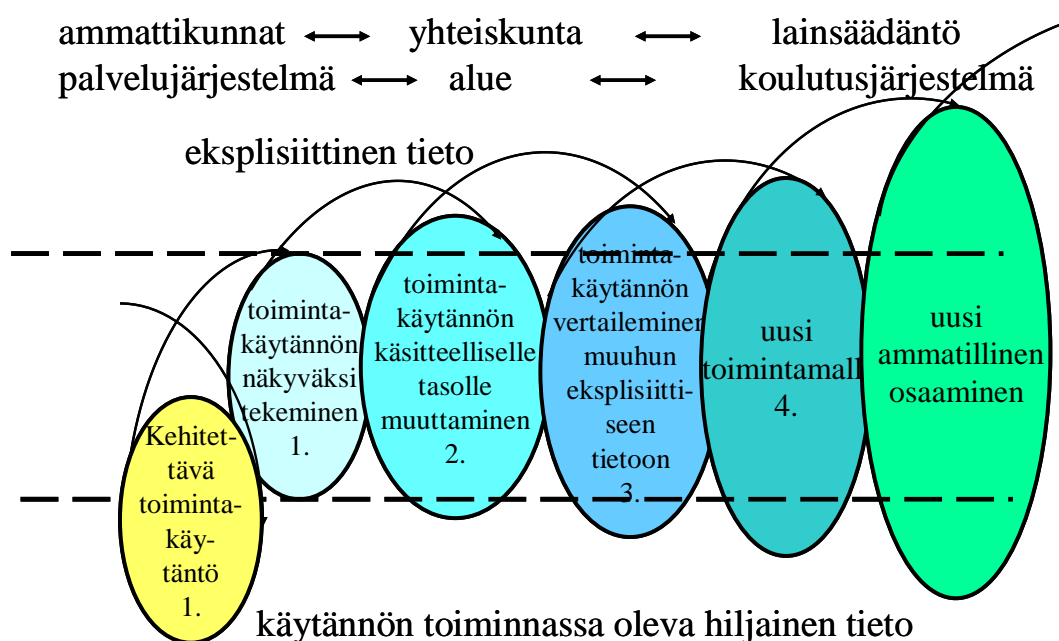 ammattikunnat yhteiskunta lainsäädäntö
palvelujärjestelmä alue koulutusjärjestelmä
eksplisiittinen tieto
Kehitet-
tävä
toiminta-
käy-
täntö
1.
toiminta-
käytännön
näkyväksi
tekeminen
1.
toiminta-
käytännön
käsitteelliselle
tasolle
muuttaminen
2.
toiminta-
käytännön
vertaileminen
muuhun
eksplisiitti-
seen
tietoon
3.
uusi
toimintamall
4.
uusi
ammatillinen
osaaminen
käytännön toiminnassa oleva hiljainen tieto